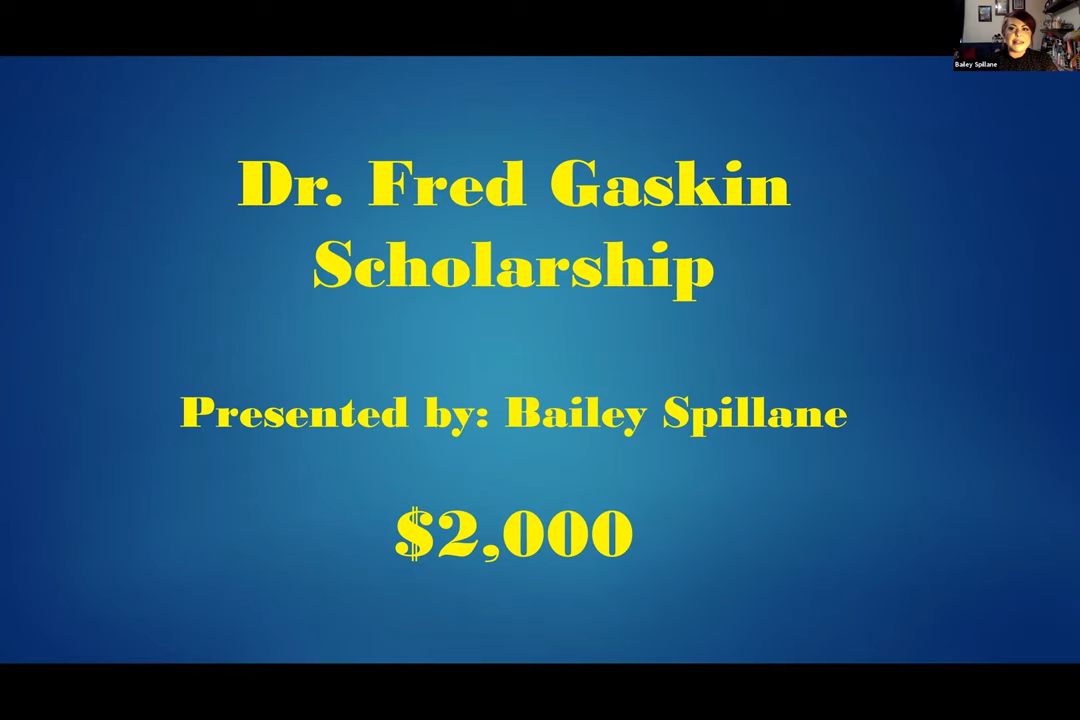 Bailey Spillane
Dr. Fred Gaskin
Scholarship
Presented by: Bailey Spillane
$2,000